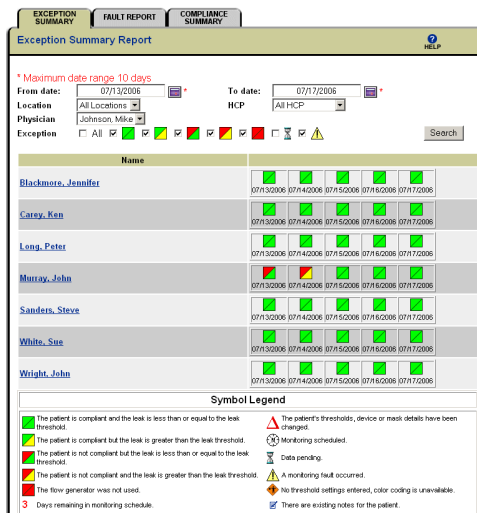 EXCEPTION
SUMMARY
FAULT REPORT
COMPLIANCE
SUMMARY
Exception Summary Report
HELP
* Maximum date range 10 days
From date: 07/13/2006 * To date: 07/17/2006 *
Location All Locations HCP All HCP
Physician Johnson, Mike
Exception All Search
Name
Blackmore, Jennifer
07/13/2006 07/14/2006 07/15/2006 07/16/2006 07/17/2006
Carey, Ken
07/13/2006 07/14/2006 07/15/2006 07/16/2006 07/17/2006
Long, Peter
07/13/2006 07/14/2006 07/15/2006 07/16/2006 07/17/2006
Murray, John
07/13/2006 07/14/2006 07/15/2006 07/16/2006 07/17/2006
Sanders, Steve
07/13/2006 07/14/2006 07/15/2006 07/16/2006 07/17/2006
White, Sue
07/13/2006 07/14/2006 07/15/2006 07/16/2006 07/17/2006
Wright, John
07/13/2006 07/14/2006 07/15/2006 07/16/2006 07/17/2006
Symbol Legend
The patient is compliant and the leak is less than or equal to the leak
threshold.
The patient is compliant but the leak is greater than the leak threshold.
The patient is not compliant but the leak is less than or equal to the leak
threshold.
The patient is not compliant and the leak is greater than the leak threshold.
The flow generator was not used.
3 Days remaining in monitoring schedule.
The patient's thresholds, device or mask details have been
changed.
Monitoring scheduled.
Data pending.
A monitoring fault occurred.
No threshold settings entered, color coding is unavailable.
There are existing notes for the patient.